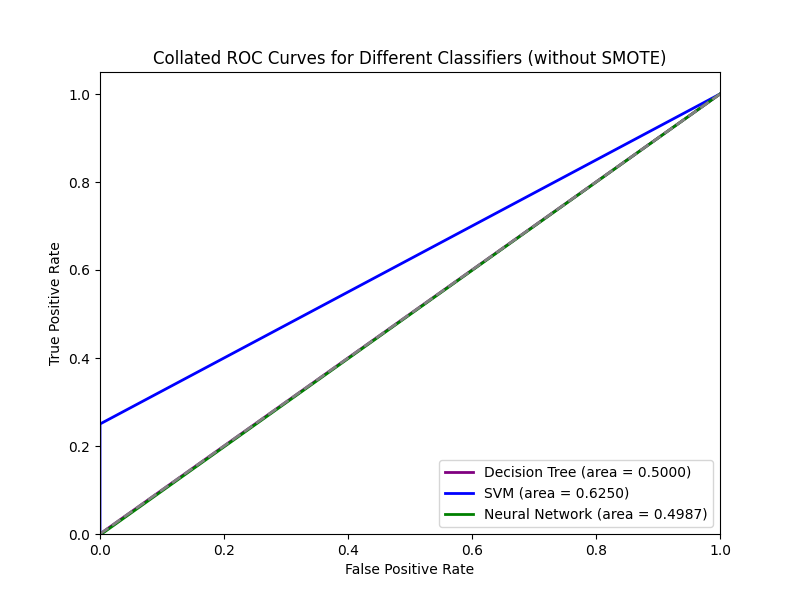 Collated ROC Curves for Different Classifiers (without SMOTE)
1.0
0.8
0.6
0.4
0.2
0.0
True Positive Rate
0.0 0.2 0.4 0.6 0.8 1.0
False Positive Rate
Decision Tree (area = 0.5000)
SVM (area = 0.6250)
Neural Network (area = 0.4987)